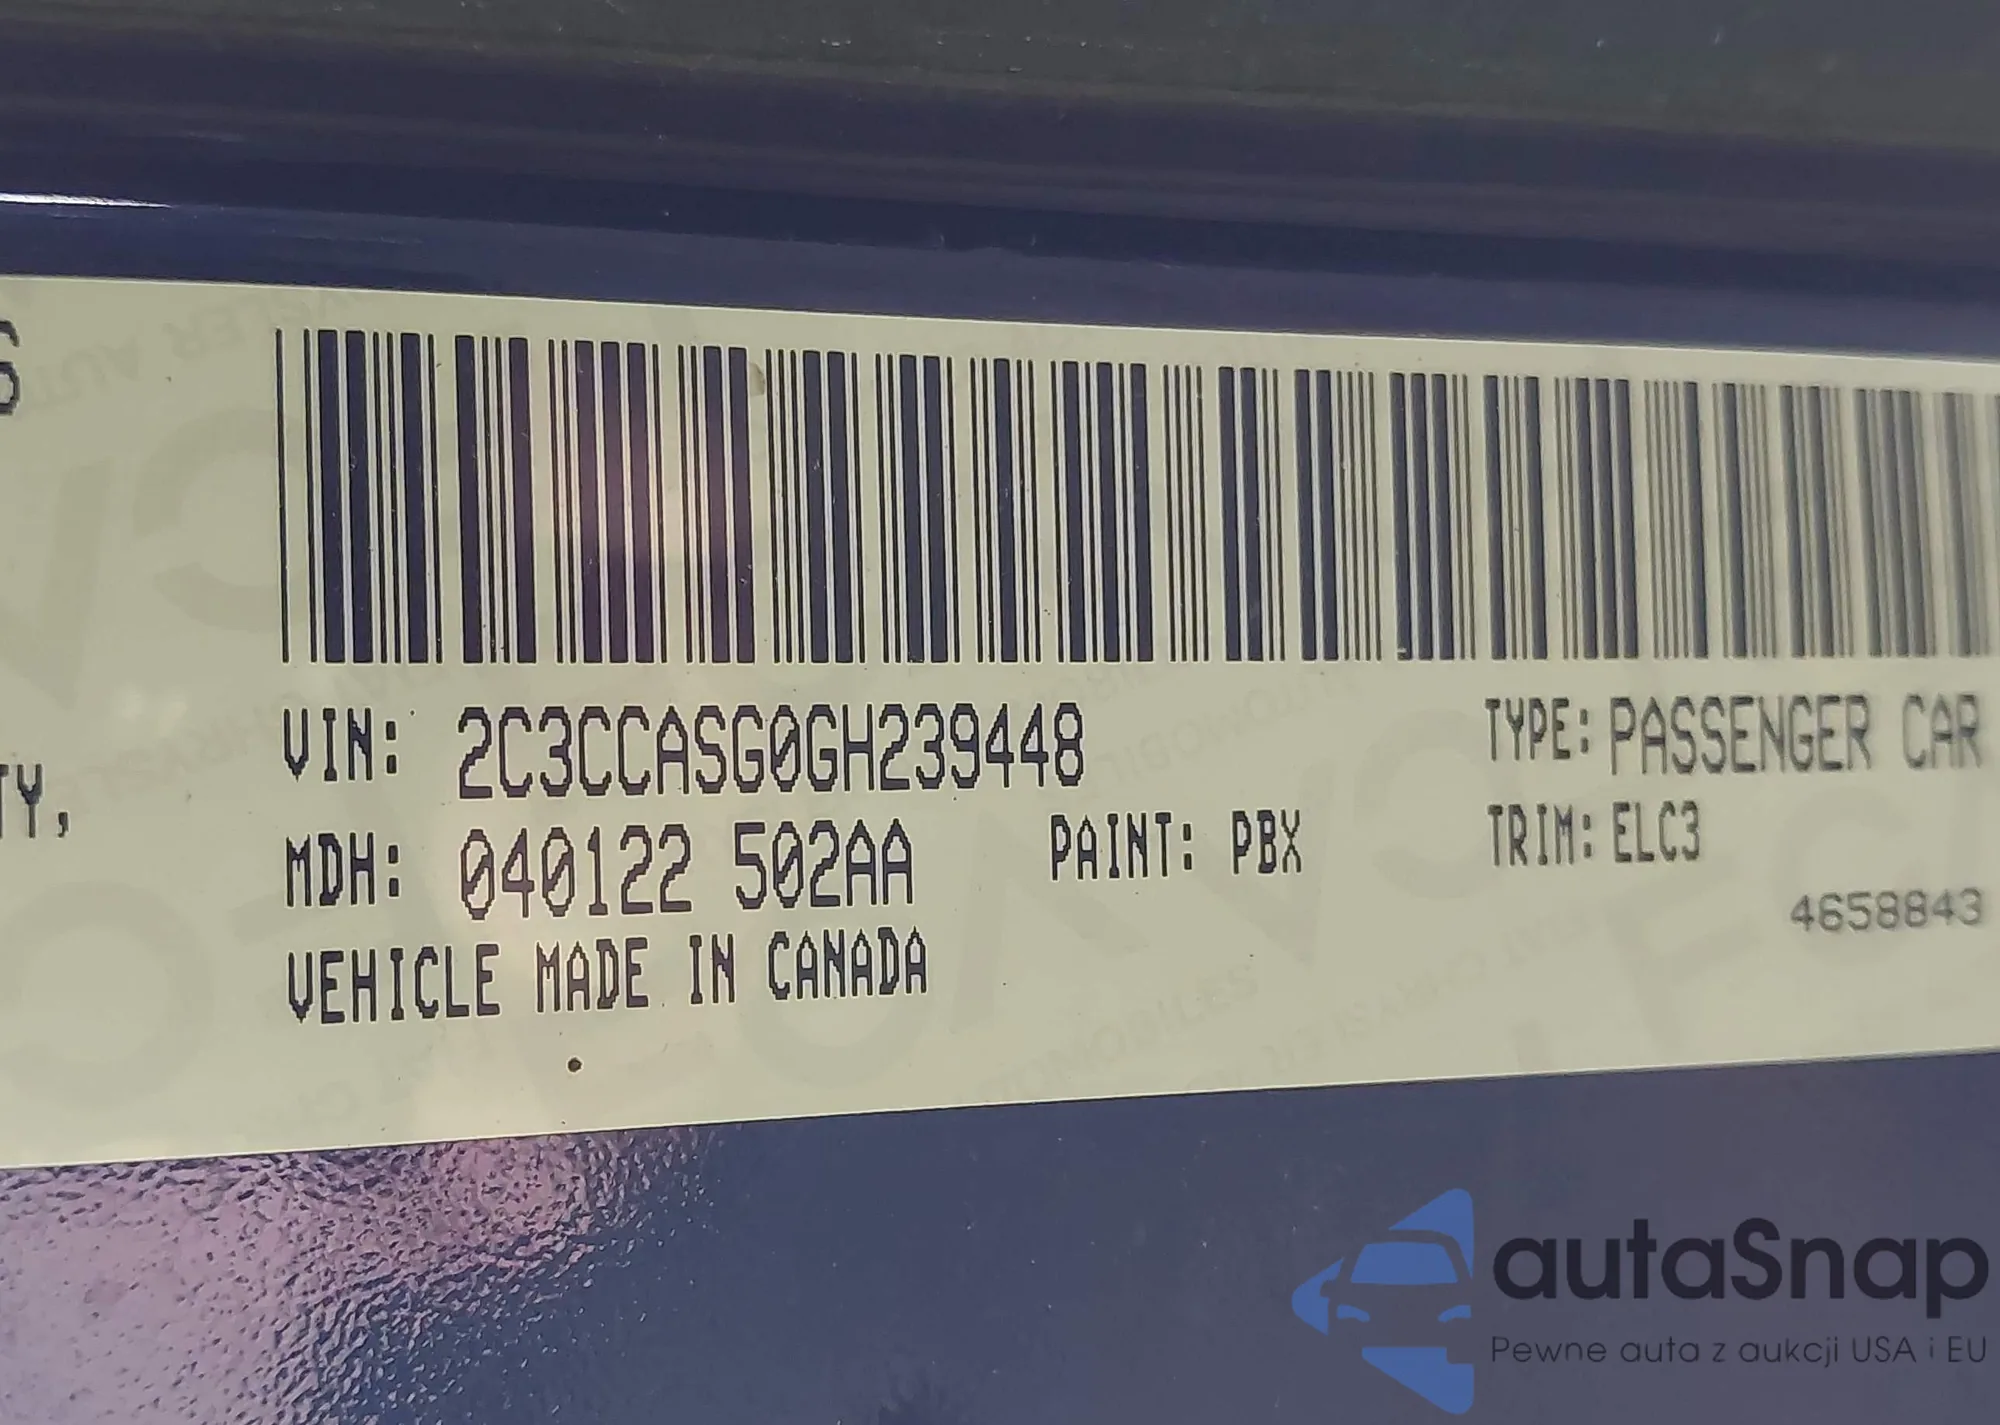 S
TY,
VIN: 2C3CCASG0GH239448
TYPE: PASSENGER CAR
MDH: 040122 502AA
PAINT: PBX
TRIM: ELC3
4658843
VEHICLE MADE IN CANADA
autaSnap
Pewne auta z aukcji USA i EU